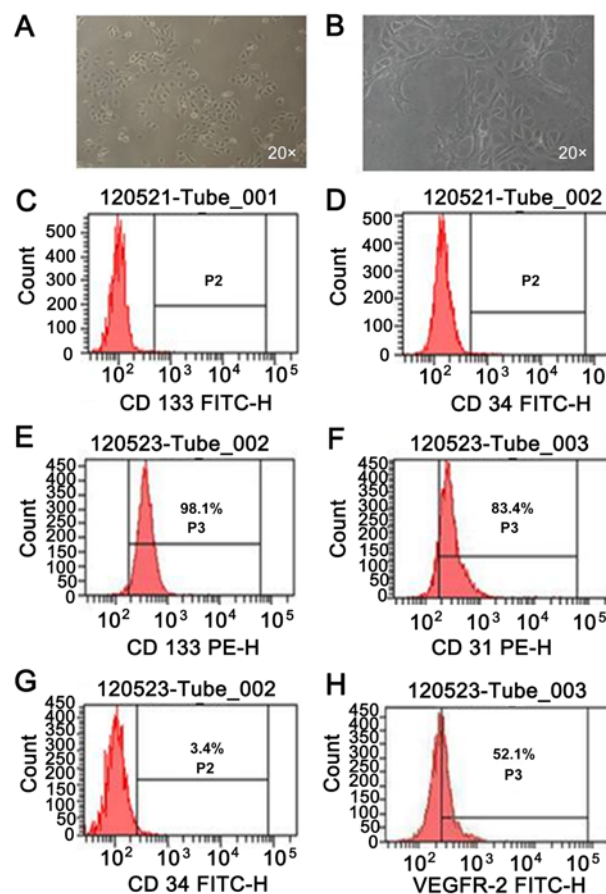 A
B
20×
20×
C
120521-Tube_001
Count
500
400
300
200
100
0
P2
10² 10³ 10⁴ 10⁵
CD 133 FITC-H
D
120521-Tube_002
Count
500
400
300
200
100
0
P2
10² 10³ 10⁴ 10
CD 34 FITC-H
E
120523-Tube_002
Count
450
400
350
300
250
200
150
100
50
0
98.1%
P3
10² 10³ 10⁴ 10⁵
CD 133 PE-H
F
120523-Tube_003
Count
450
400
350
300
250
200
150
100
50
0
83.4%
P3
10² 10³ 10⁴ 10⁵
CD 31 PE-H
G
120523-Tube_002
Count
450
400
350
300
250
200
150
100
50
0
3.4%
P2
10² 10³ 10⁴ 10⁵
CD 34 FITC-H
H
120523-Tube_003
Count
450
400
350
300
250
200
150
100
50
0
52.1%
P3
10² 10³ 10⁴ 10⁵
VEGFR-2 FITC-H